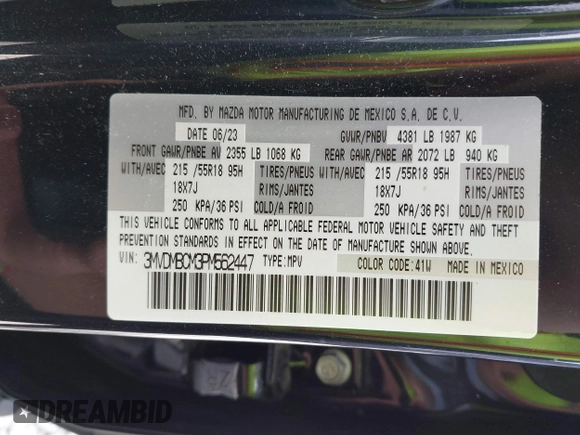 MFD. BY MAZDA MOTOR MANUFACTURING DE MEXICO S.A. DE C.V.
DATE 06/23 GVWR/PNBV 4381 LB 1987 KG
FRONT GAWR/PNBE AV 2355 LB 1068 KG REAR GAWR/PNBE AR 2072 LB 940 KG
WITH/AVEC 215/55R18 95H TIRES/PNEUS WITH/AVEC 215/55R18 95H TIRES/PNEUS
18X7J RIMS/JANTES 18X7J RIMS/JANTES
250 KPA/36 PSI COLD/A FROID 250 KPA/36 PSI COLD/A FROID
THIS VEHICLE CONFORMS TO ALL APPLICABLE FEDERAL MOTOR VEHICLE SAFETY AND THEFT
PREVENTION STANDARDS IN EFFECT ON THE DATE OF MANUFACTURE SHOWN ABOVE.
VIN: 3MVDMBCM3PM562447 TYPE:MPV COLOR CODE:41W MADE IN MEXICO
DREAMBID